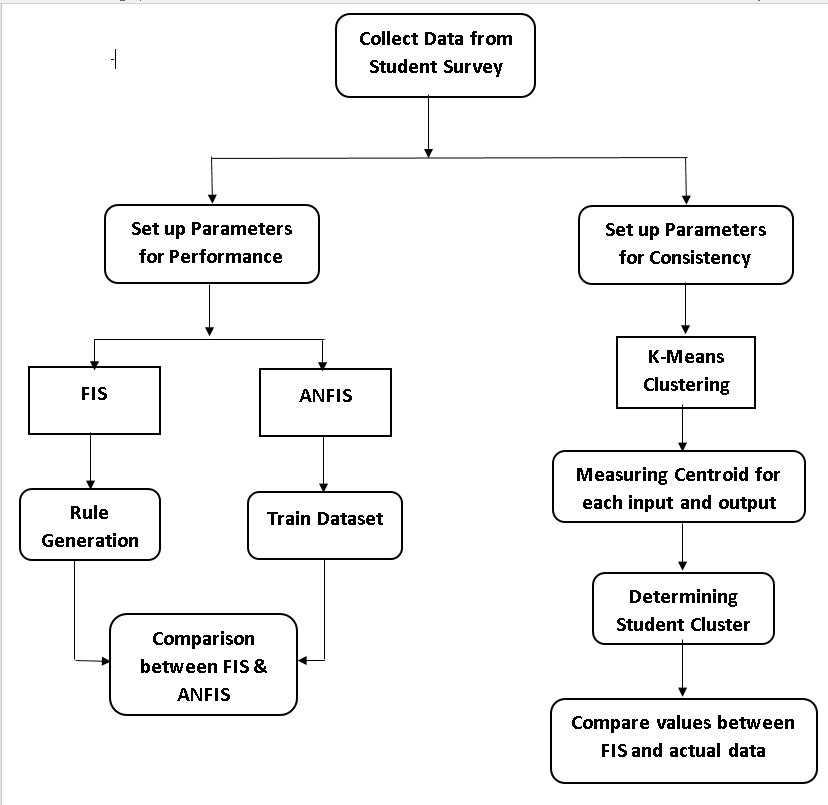 Collect Data from
Student Survey
Set up Parameters
for Performance
Set up Parameters
for Consistency
FIS
ANFIS
K-Means
Clustering
Rule
Generation
Train Dataset
Measuring Centroid for
each input and output
Comparison
between FIS &
ANFIS
Determining
Student Cluster
Compare values between
FIS and actual data